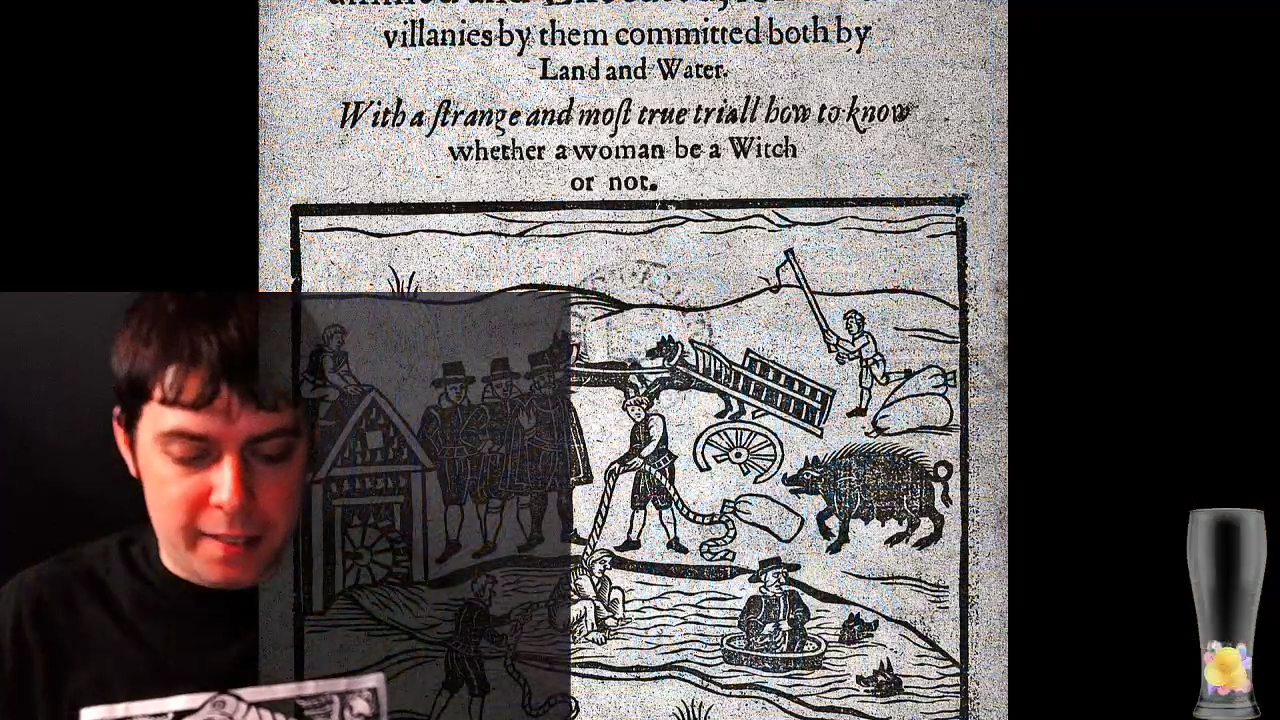 villanies by them committed both by
Land and Water.
With a ſtrange and moſt true triall how to know
whether a woman be a Witch
or not.